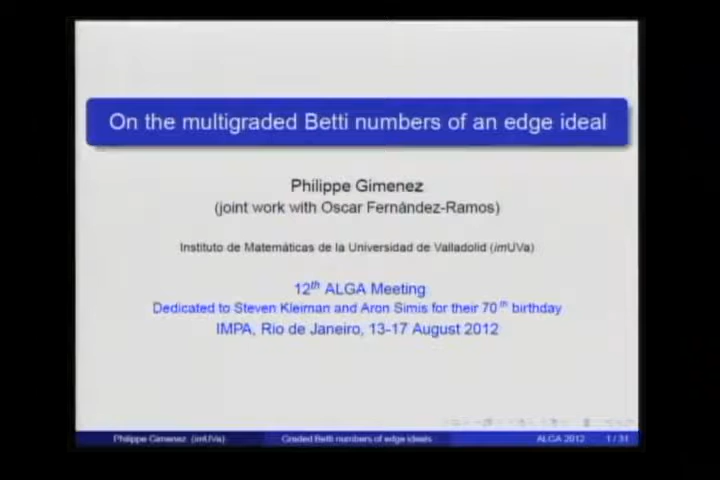 On the multigraded Betti numbers of an edge ideal
Philippe Gimenez
(joint work with Oscar Fernández-Ramos)
Instituto de Matemáticas de la Universidad de Valladolid (imUVa)
12th ALGA Meeting
Dedicated to Steven Kleiman and Aron Simis for their 70th birthday
IMPA, Rio de Janeiro, 13-17 August 2012
Philippe Gimenez (imUVa) Graded Betti numbers of edge ideals ALGA 2012 1 / 31